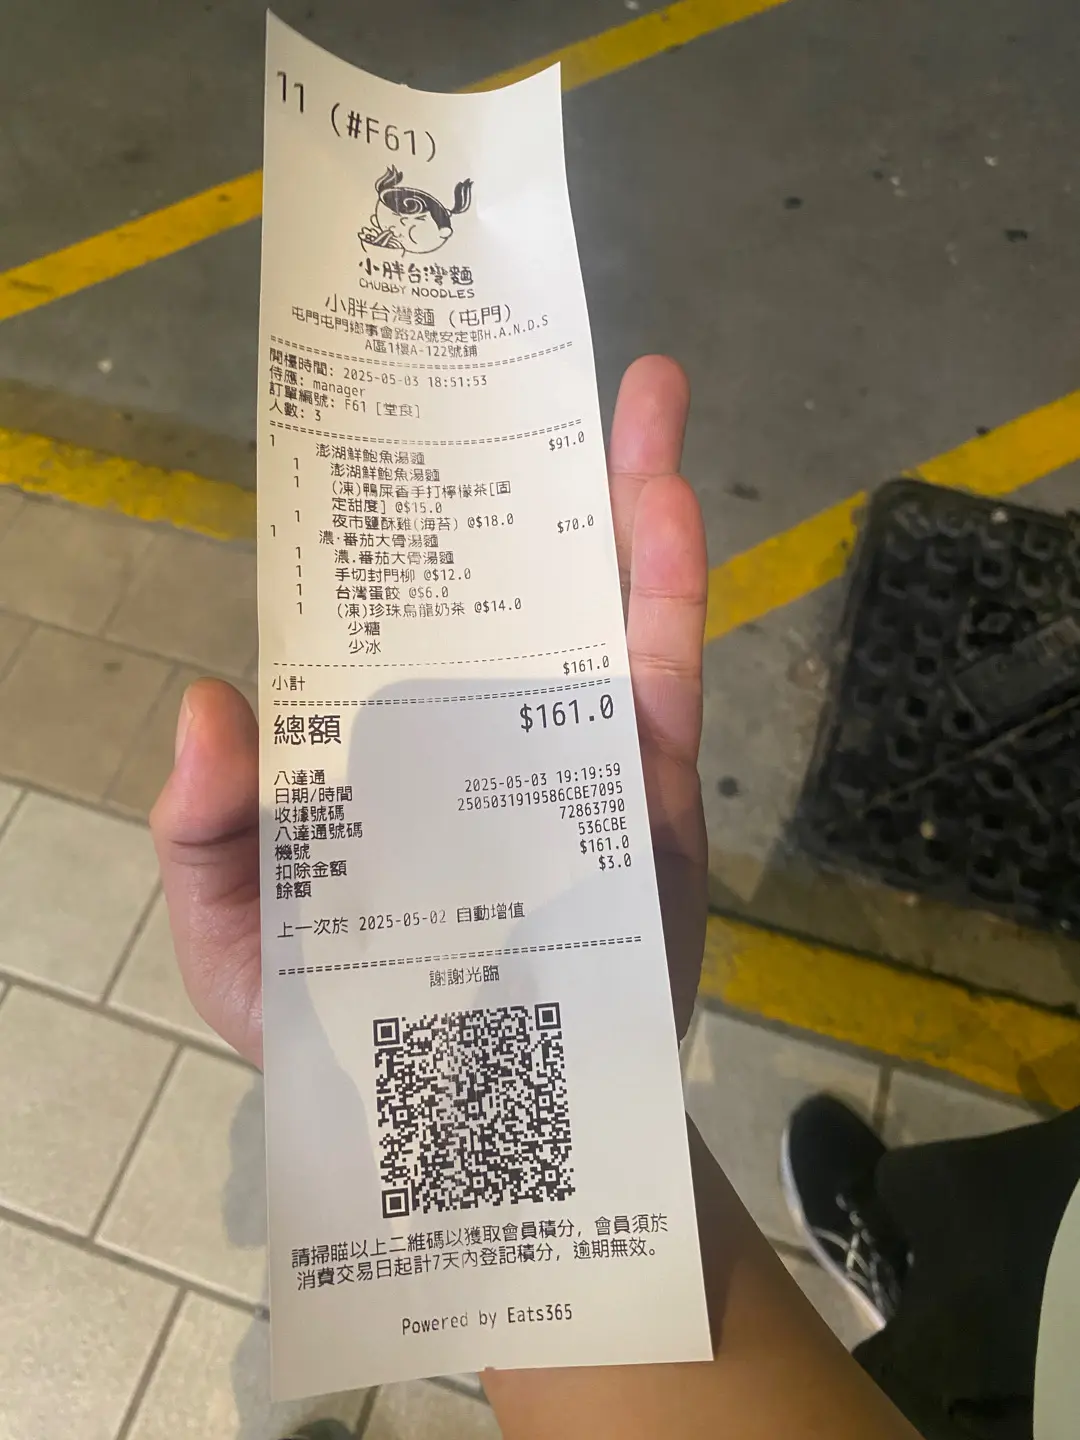 11 (#F61)
小胖台灣麵
CHUBBY NOODLES
小胖台灣麵 (屯門)
屯門屯門鄉事會路2A號安定邨H.A.N.D.S
A區1樓A-122號鋪
開檯時間: 2025-05-03 18:51:53
侍應: manager
訂單編號: F61 [堂食]
人數: 3
1 澎湖鮮鮑魚湯麵 $91.0
1 澎湖鮮鮑魚湯麵
1 (凍)鴨屎香手打檸檬茶[固
定甜度] @$15.0
1 夜市鹽酥雞(海苔) @$18.0
1 濃·番茄大骨湯麵 $70.0
1 濃.番茄大骨湯麵
1 手切封門柳 @$12.0
1 台灣蛋餃 @$6.0
1 (凍)珍珠烏龍奶茶 @$14.0
少糖
少冰
小計 $161.0
總額 $161.0
八達通
日期/時間 2025-05-03 19:19:59
收據號碼 2505031919586CBE7095
八達通號碼 72863790
機號 536CBE
扣除金額 $161.0
餘額 $3.0
上一次於 2025-05-02 自動增值
謝謝光臨
請掃瞄以上二維碼以獲取會員積分, 會員須於
消費交易日起計7天內登記積分, 逾期無效。
Powered by Eats365